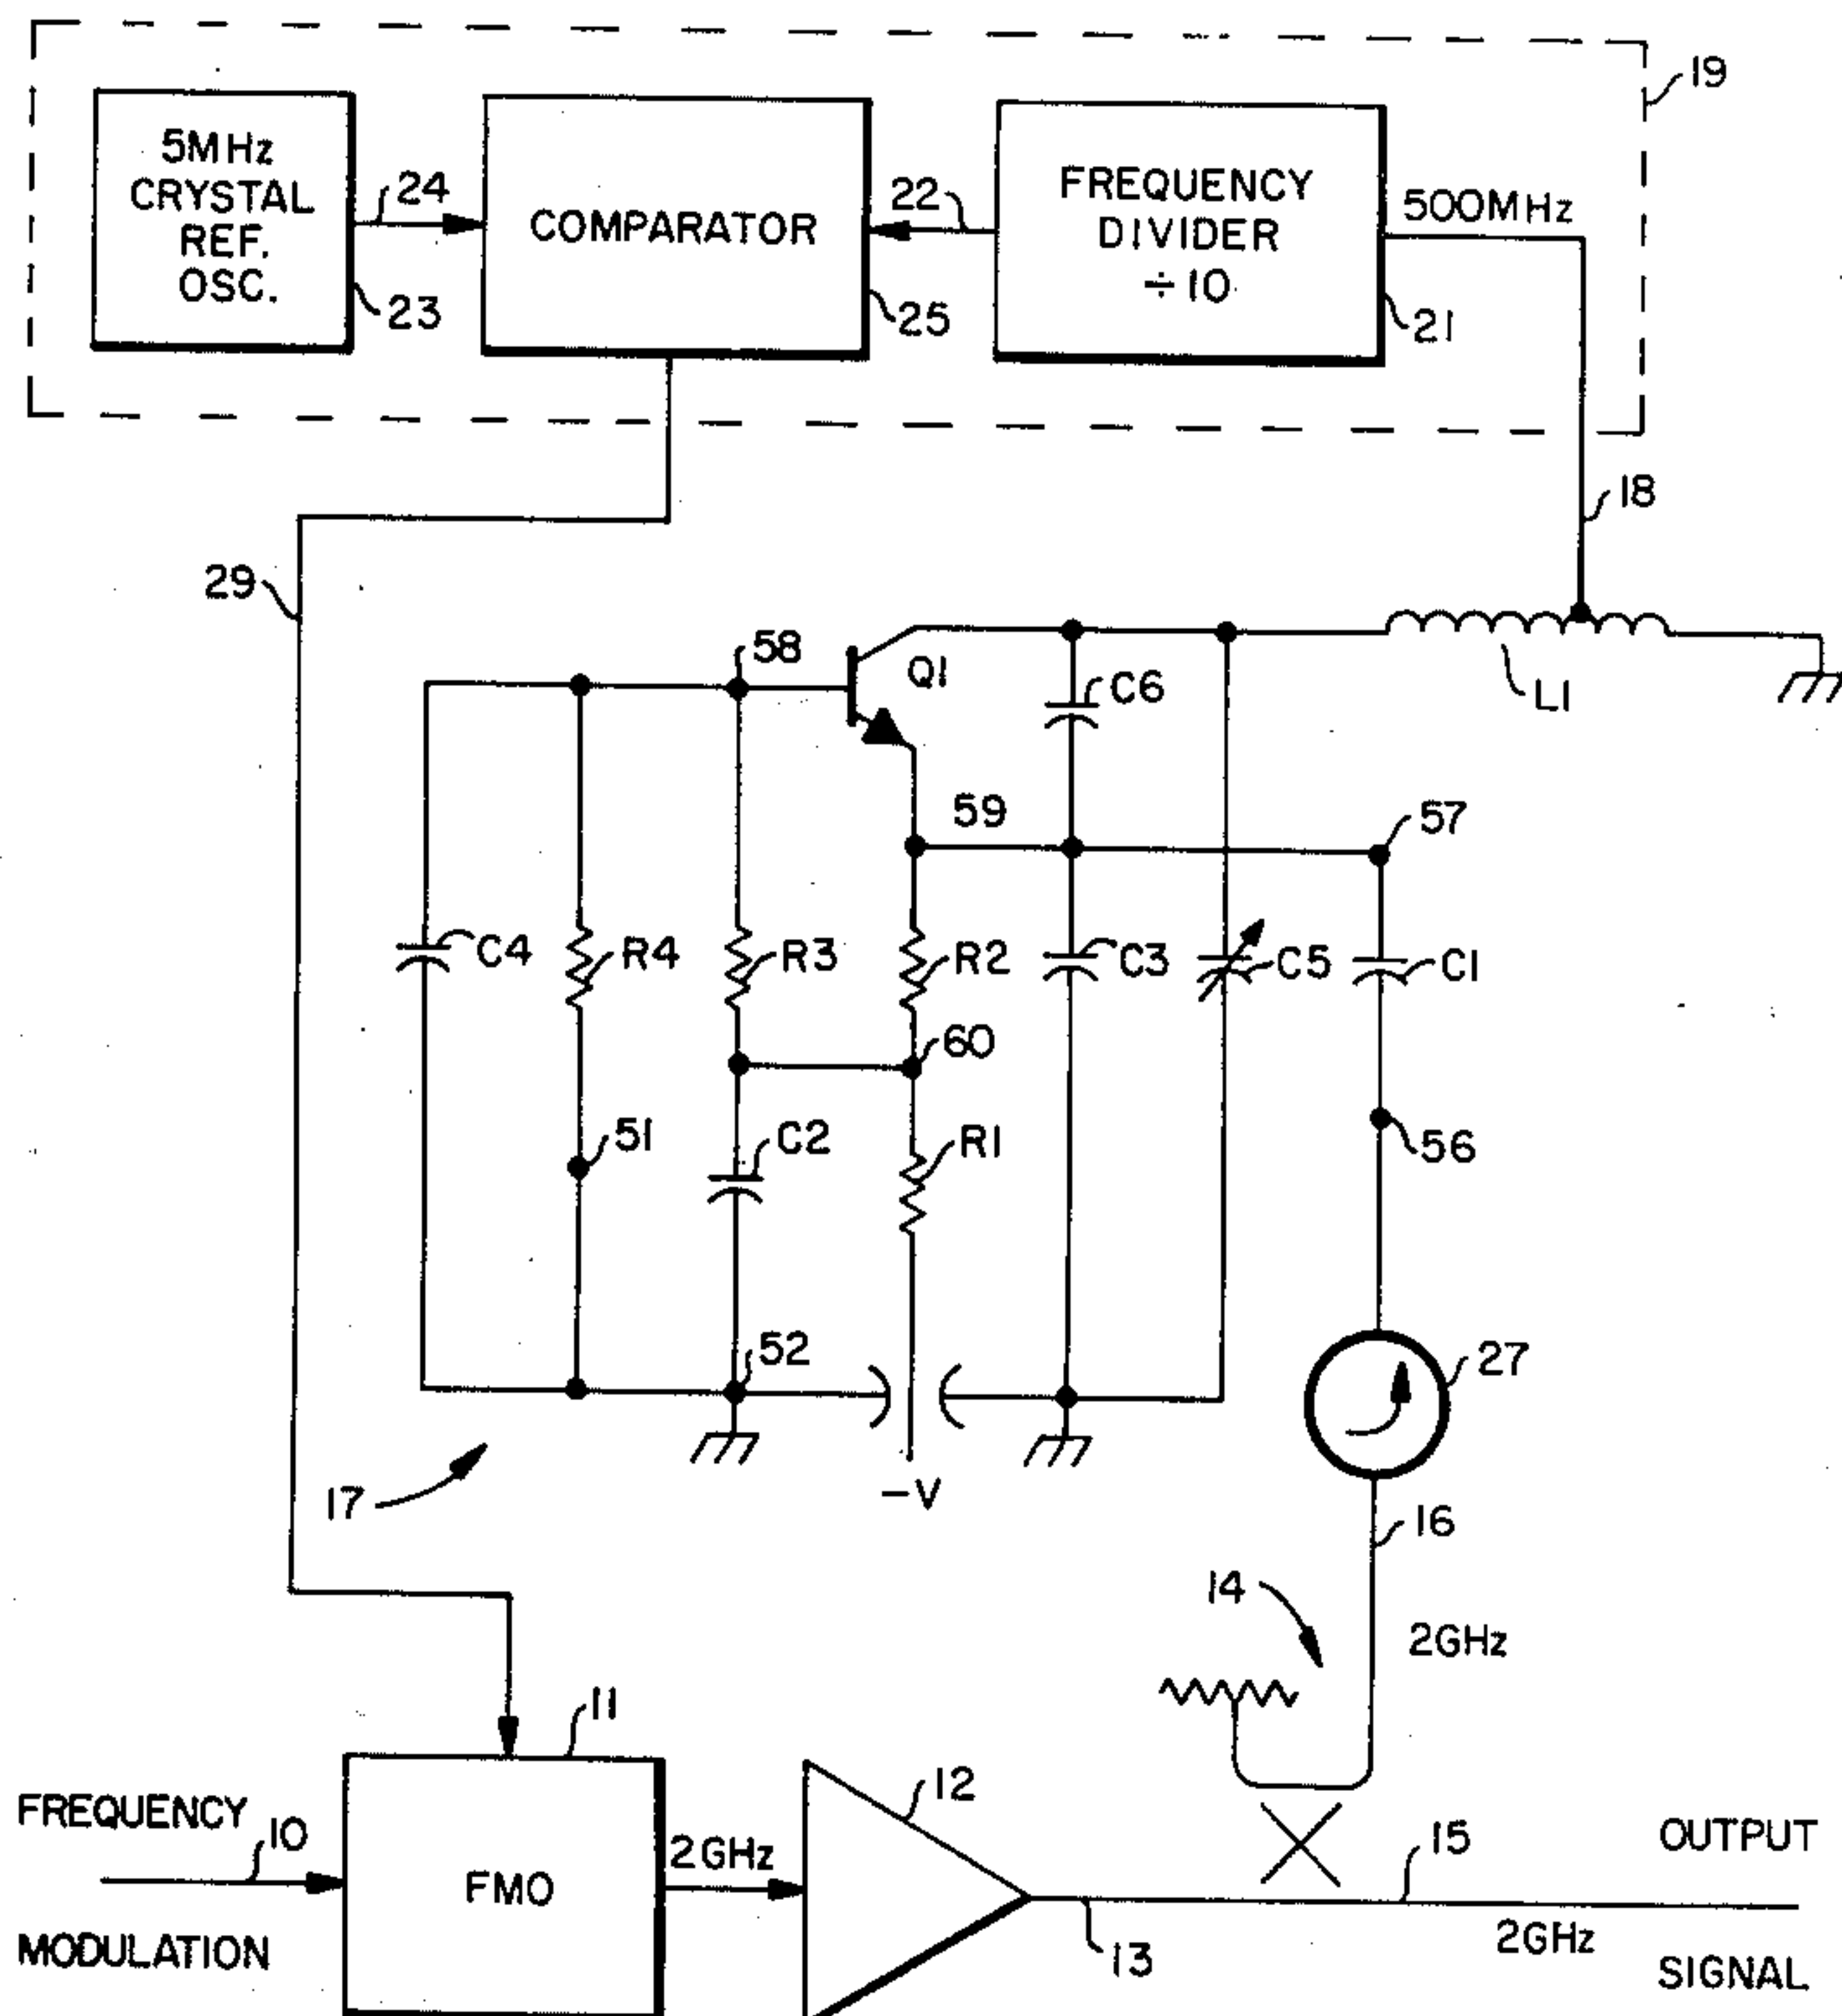 19
5MHz
CRYSTAL
REF.
OSC.
24
COMPARATOR
22
FREQUENCY
DIVIDER
÷10
500MHz
23
25
21
18
29
58
Q1
C6
L1
59
57
C4
R4
R3
R2
C3
C5
C1
60
51
C2
R1
56
52
27
17
-V
16
14
2GHz
11
12
FREQUENCY
10
MODULATION
FMO
2GHz
13
15
OUTPUT
2GHz
SIGNAL